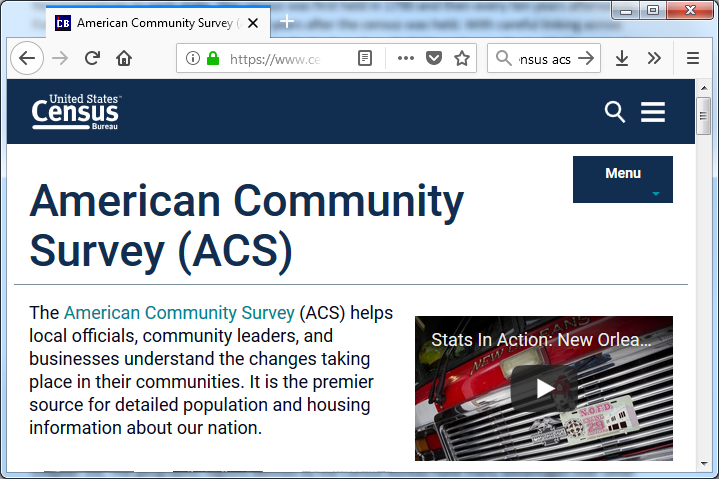 CB American Community Survey (
https://www.ce
nsus acs
United States™
Census
Bureau
Menu
American Community
Survey (ACS)
The American Community Survey (ACS) helps
local officials, community leaders, and
businesses understand the changes taking
place in their communities. It is the premier
source for detailed population and housing
information about our nation.
Stats In Action: New Orlea...
NEW ORLEANS
N.O.F.D.
29